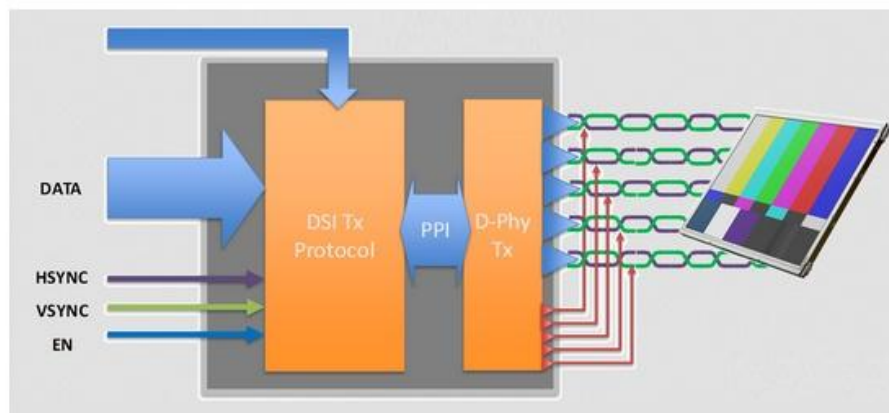 DATA
HSYNC
VSYNC
EN
DSI Tx
Protocol
PPI
D-Phy
Tx